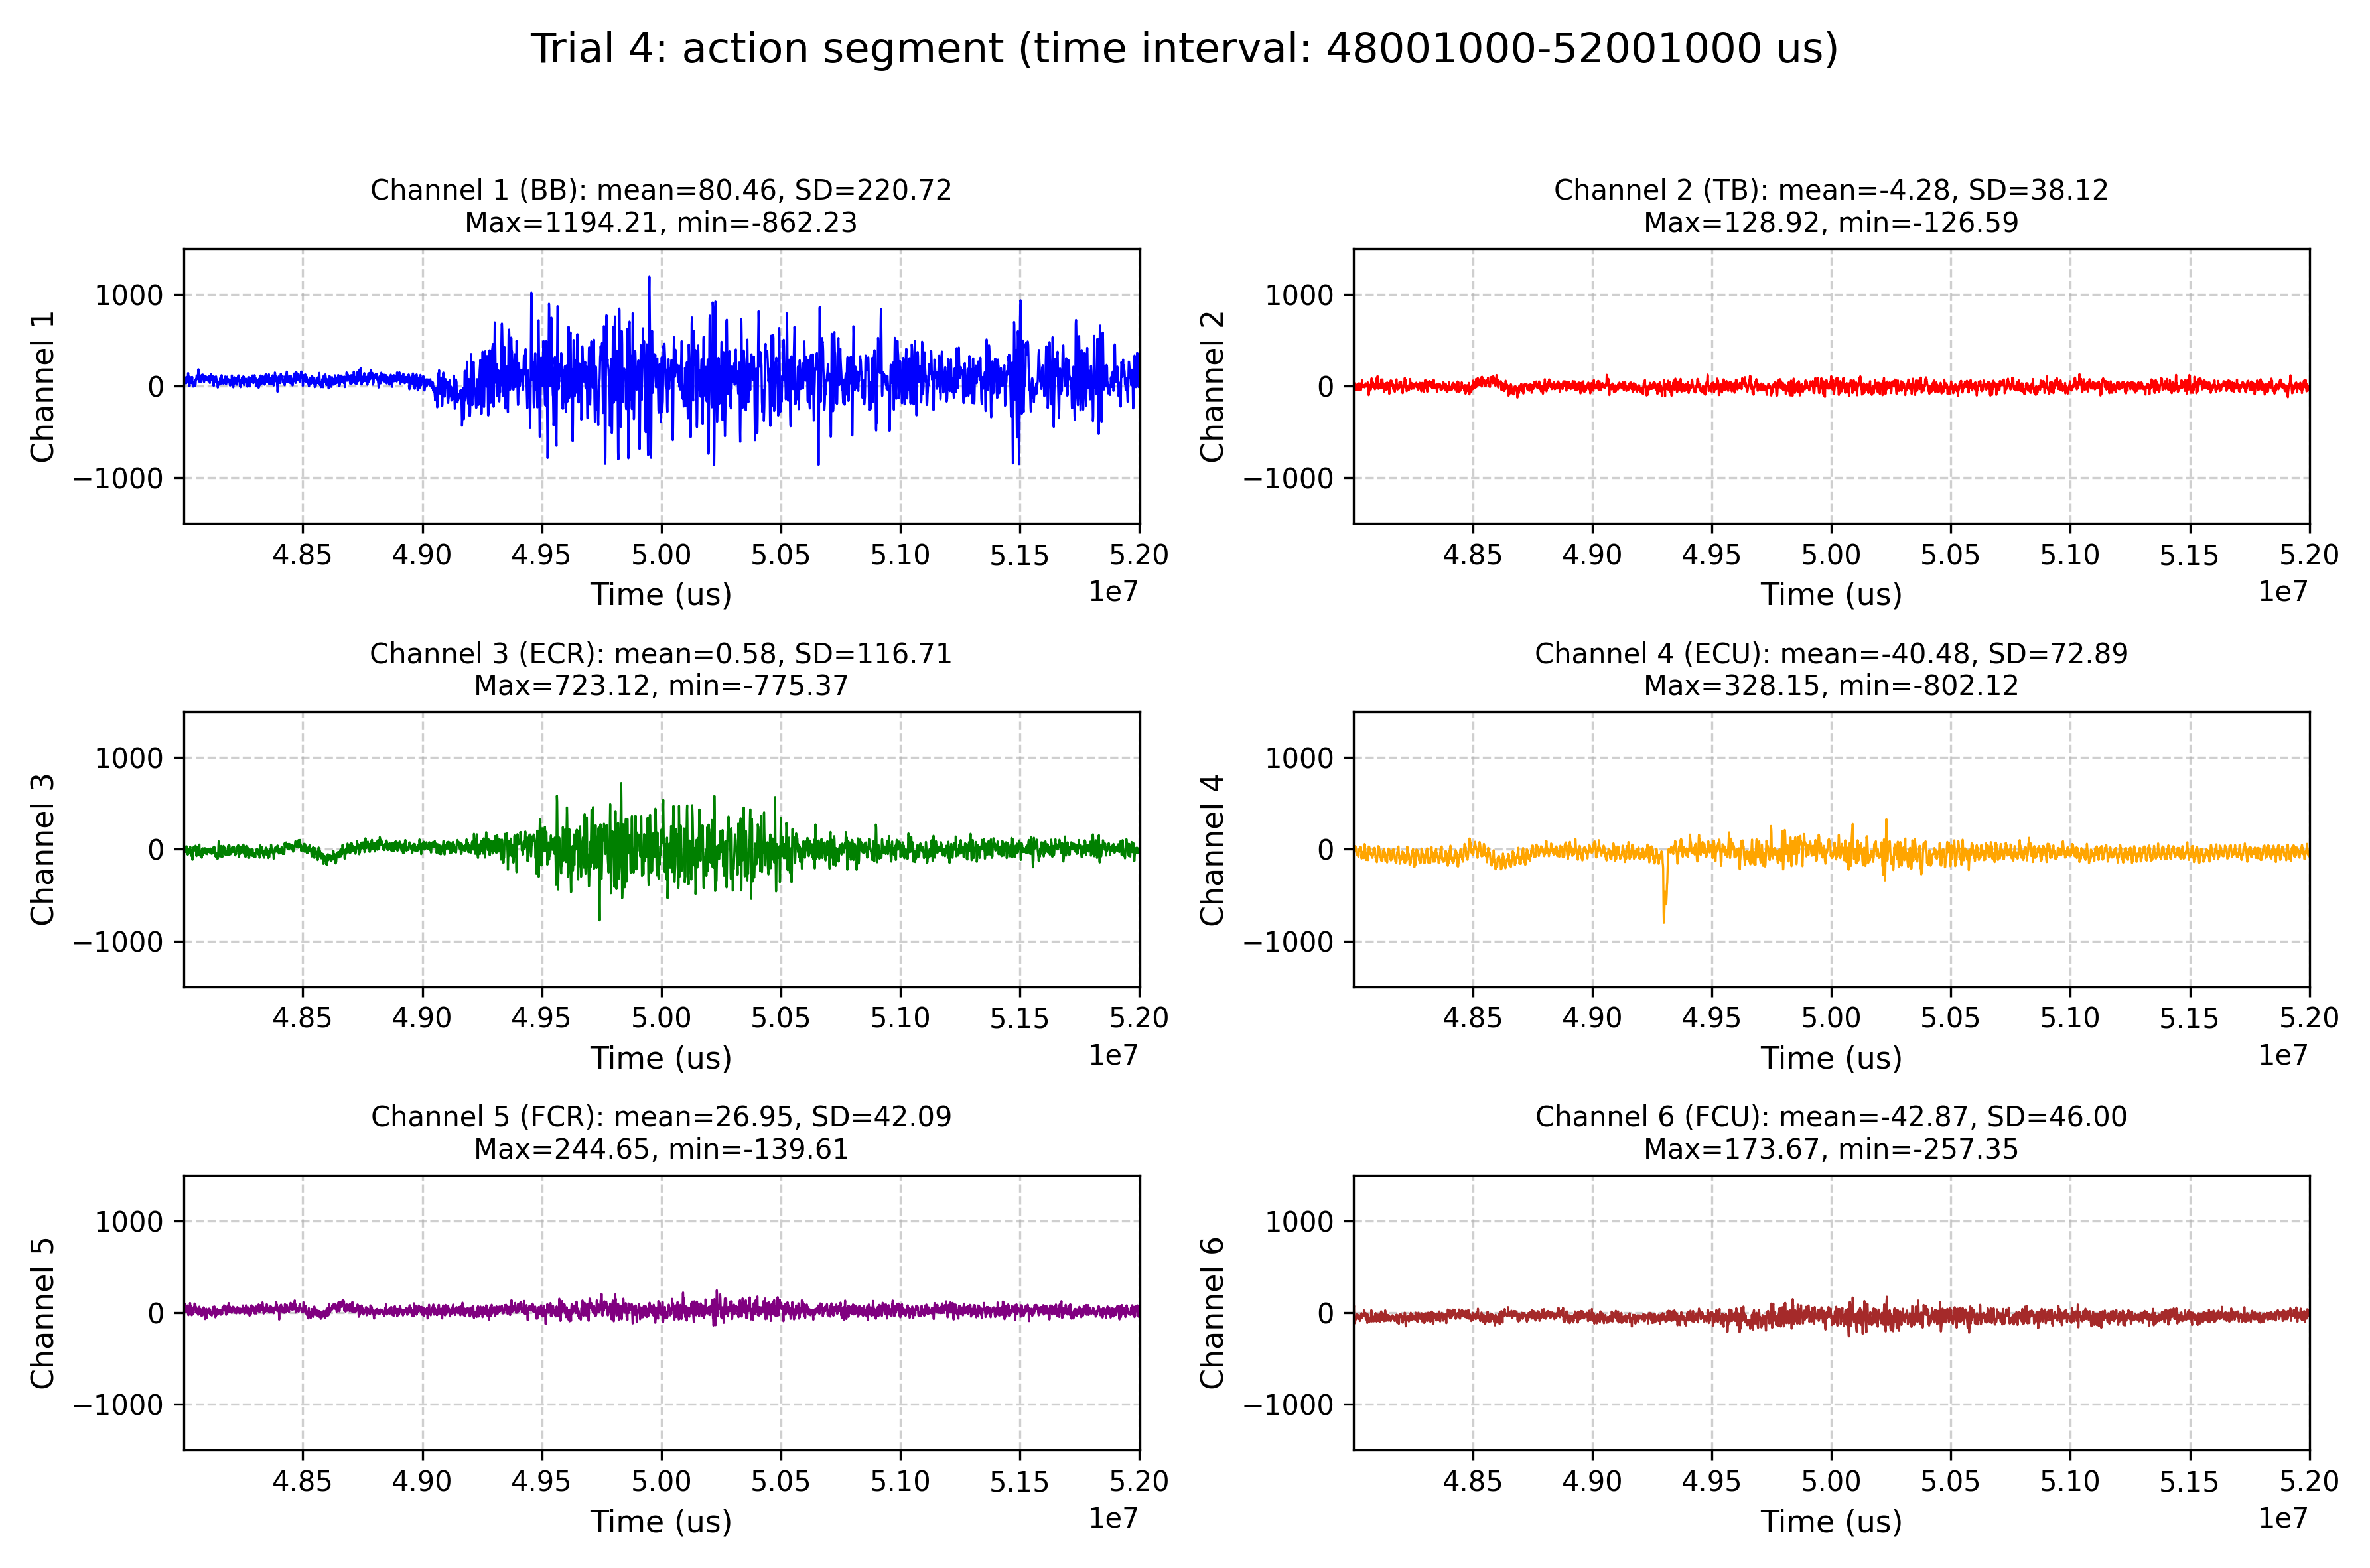 Trial 4: action segment (time interval: 48001000-52001000 us)
Channel 1 (BB): mean=80.46, SD=220.72
Max=1194.21, min=-862.23
Channel 1
1000
0
−1000
4.85 4.90 4.95 5.00 5.05 5.10 5.15 5.20
Time (us)
1e7
Channel 2 (TB): mean=-4.28, SD=38.12
Max=128.92, min=-126.59
Channel 2
1000
0
−1000
4.85 4.90 4.95 5.00 5.05 5.10 5.15 5.20
Time (us)
1e7
Channel 3 (ECR): mean=0.58, SD=116.71
Max=723.12, min=-775.37
Channel 3
1000
0
−1000
4.85 4.90 4.95 5.00 5.05 5.10 5.15 5.20
Time (us)
1e7
Channel 4 (ECU): mean=-40.48, SD=72.89
Max=328.15, min=-802.12
Channel 4
1000
0
−1000
4.85 4.90 4.95 5.00 5.05 5.10 5.15 5.20
Time (us)
1e7
Channel 5 (FCR): mean=26.95, SD=42.09
Max=244.65, min=-139.61
Channel 5
1000
0
−1000
4.85 4.90 4.95 5.00 5.05 5.10 5.15 5.20
Time (us)
1e7
Channel 6 (FCU): mean=-42.87, SD=46.00
Max=173.67, min=-257.35
Channel 6
1000
0
−1000
4.85 4.90 4.95 5.00 5.05 5.10 5.15 5.20
Time (us)
1e7